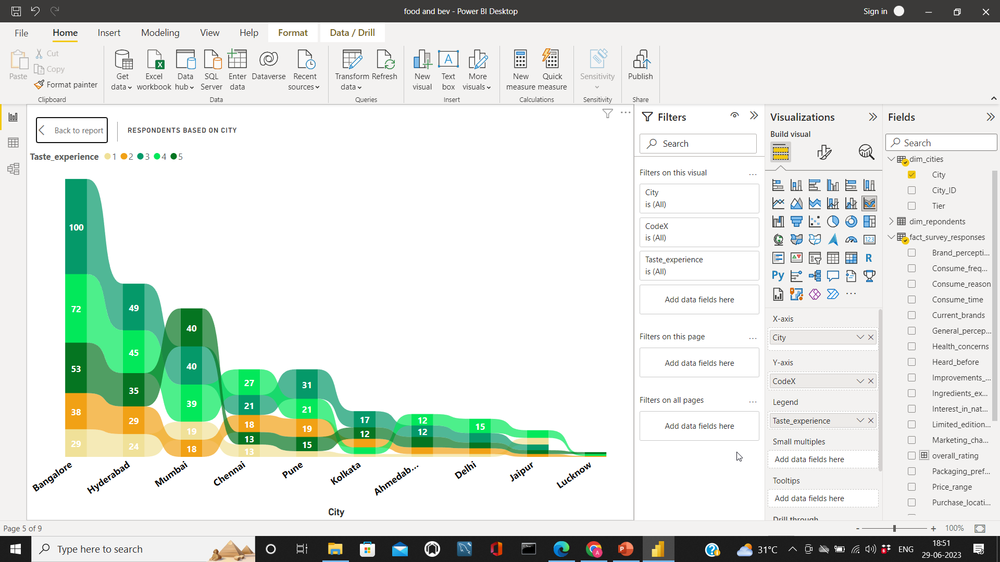 food and bev - Power BI Desktop
Sign in
File Home Insert Modeling View Help Format Data / Drill
Paste
Cut
Copy
Format painter
Clipboard
Get data
Excel workbook
Data hub
SQL Server
Enter data
Dataverse
Recent sources
Data
Transform data
Refresh
Queries
New visual
Text box
More visuals
Insert
New measure
Quick measure
Calculations
Sensitivity
Sensitivity
Publish
Share
Back to report
RESPONDENTS BASED ON CITY
Taste_experience 1 2 3 4 5
100
72
53
38
29
49
45
35
29
24
40
40
39
19
18
27
21
18
13
13
31
21
19
15
17
12
12
12
15
Bangalore
Hyderabad
Mumbai
Chennai
Pune
Kolkata
Ahmedab...
Delhi
Jaipur
Lucknow
City
Filters
Search
Filters on this visual ...
City
is (All)
CodeX
is (All)
Taste_experience
is (All)
Add data fields here
Filters on this page ...
Add data fields here
Filters on all pages ...
Add data fields here
Visualizations
Build visual
123
R
Py
...
X-axis
City
Y-axis
CodeX
Legend
Taste_experience
Small multiples
Add data fields here
Tooltips
Add data fields here
Drill through
Fields
Search
dim_cities
City
City_ID
Tier
dim_repondents
fact_survey_responses
Brand_percepti...
Consume_freq...
Consume_reason
Consume_time
Current_brands
General_percep...
Health_concerns
Heard_before
Improvements_...
Ingredients_ex...
Interest_in_nat...
Limited_edition...
Marketing_cha...
overall_rating
Packaging_pref...
Price_range
Purchase_locati...
Page 5 of 9
- + 100%
Type here to search
31°C
ENG
18:51
29-06-2023